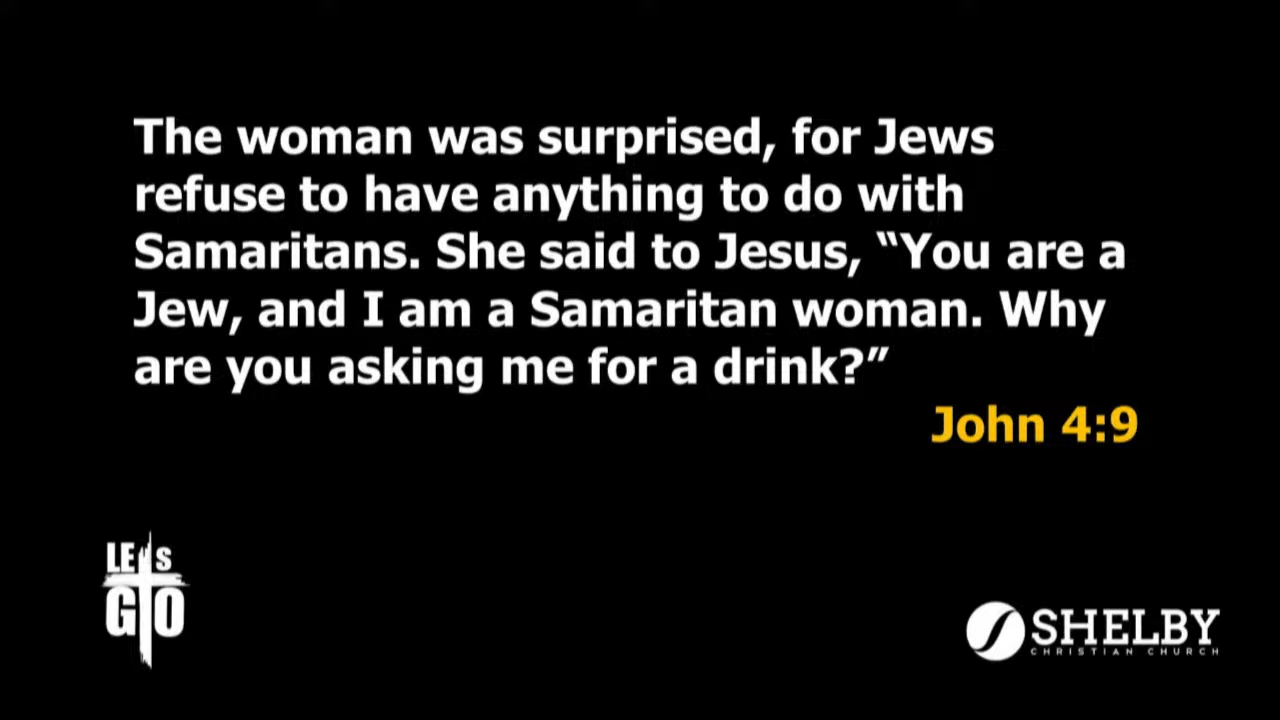 The woman was surprised, for Jews
refuse to have anything to do with
Samaritans. She said to Jesus, “You are a
Jew, and I am a Samaritan woman. Why
are you asking me for a drink?”
John 4:9
LETS
GO
SHELBY
CHRISTIAN CHURCH